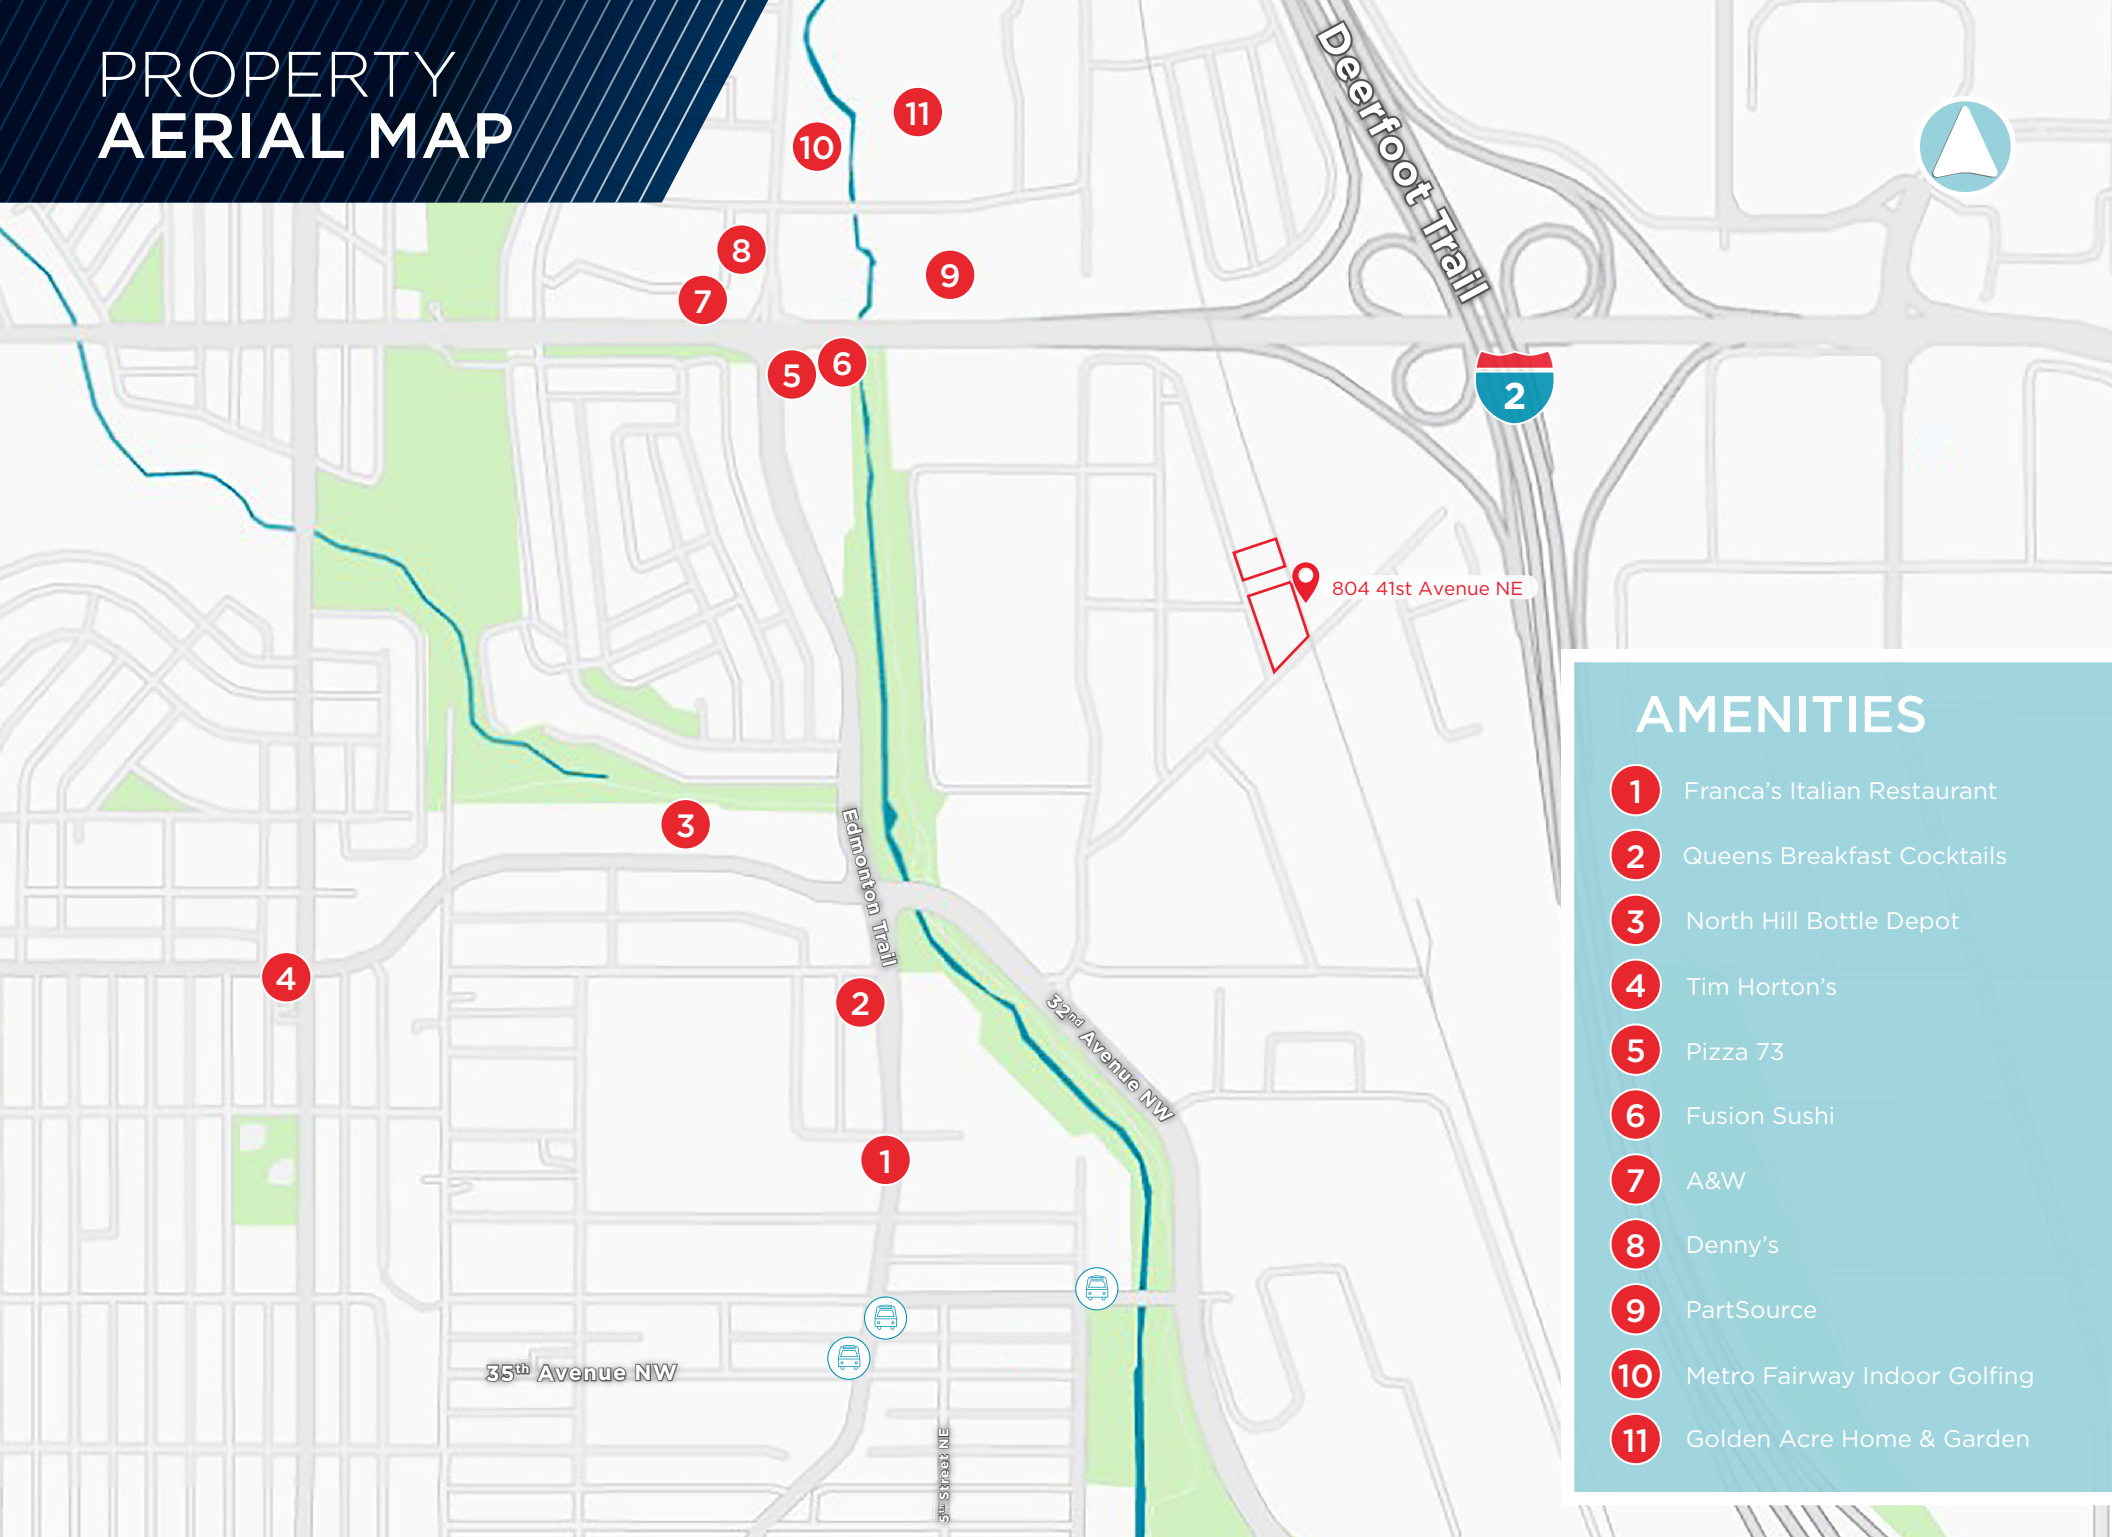 PROPERTY
AERIAL MAP
Deerfoot Trail
11
10
8
9
7
6
5
2
804 41st Avenue NE
3
Edmonton Trail
4
2
32nd Avenue NW
1
35th Avenue NW
5th Street NE
AMENITIES
1 Franca's Italian Restaurant
2 Queens Breakfast Cocktails
3 North Hill Bottle Depot
4 Tim Horton's
5 Pizza 73
6 Fusion Sushi
7 A&W
8 Denny's
9 PartSource
10 Metro Fairway Indoor Golfing
11 Golden Acre Home & Garden